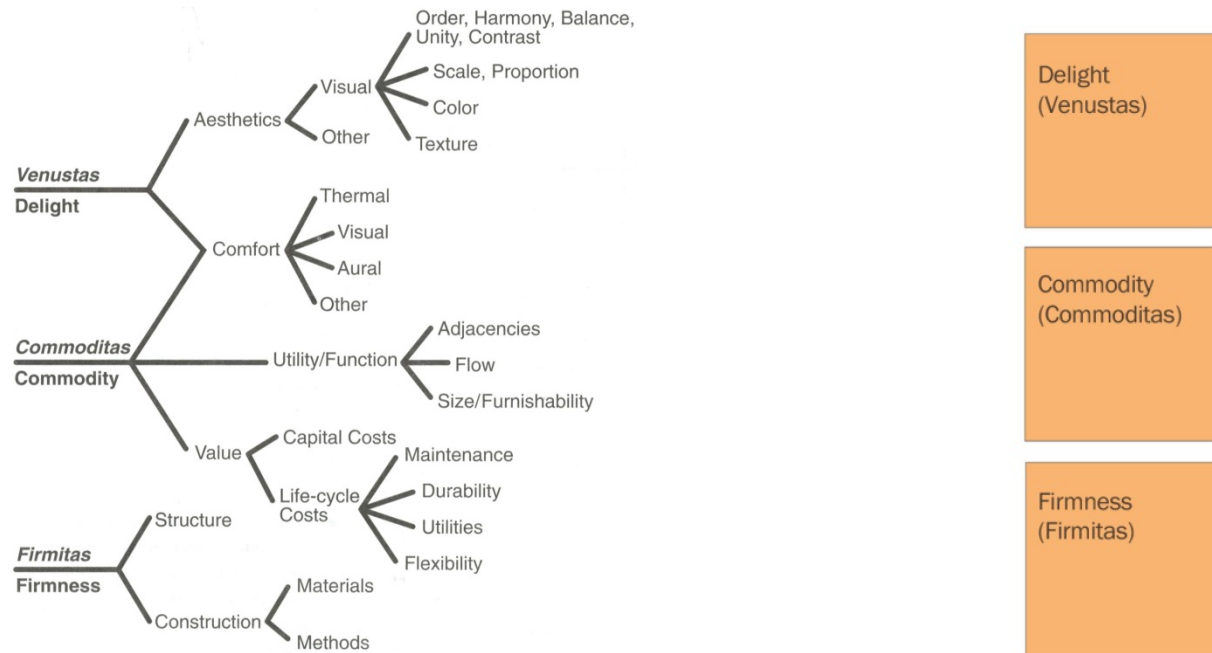 Order, Harmony, Balance,
Unity, Contrast
Scale, Proportion
Visual
Color
Aesthetics
Other
Texture
Venustas
Delight
Thermal
Visual
Comfort
Aural
Other
Adjacencies
Commoditas
Utility/Function
Flow
Commodity
Size/Furnishability
Capital Costs
Value
Maintenance
Life-cycle
Costs
Durability
Structure
Utilities
Firmitas
Flexibility
Firmness
Materials
Construction
Methods
Delight
(Venustas)
Commodity
(Commoditas)
Firmness
(Firmitas)